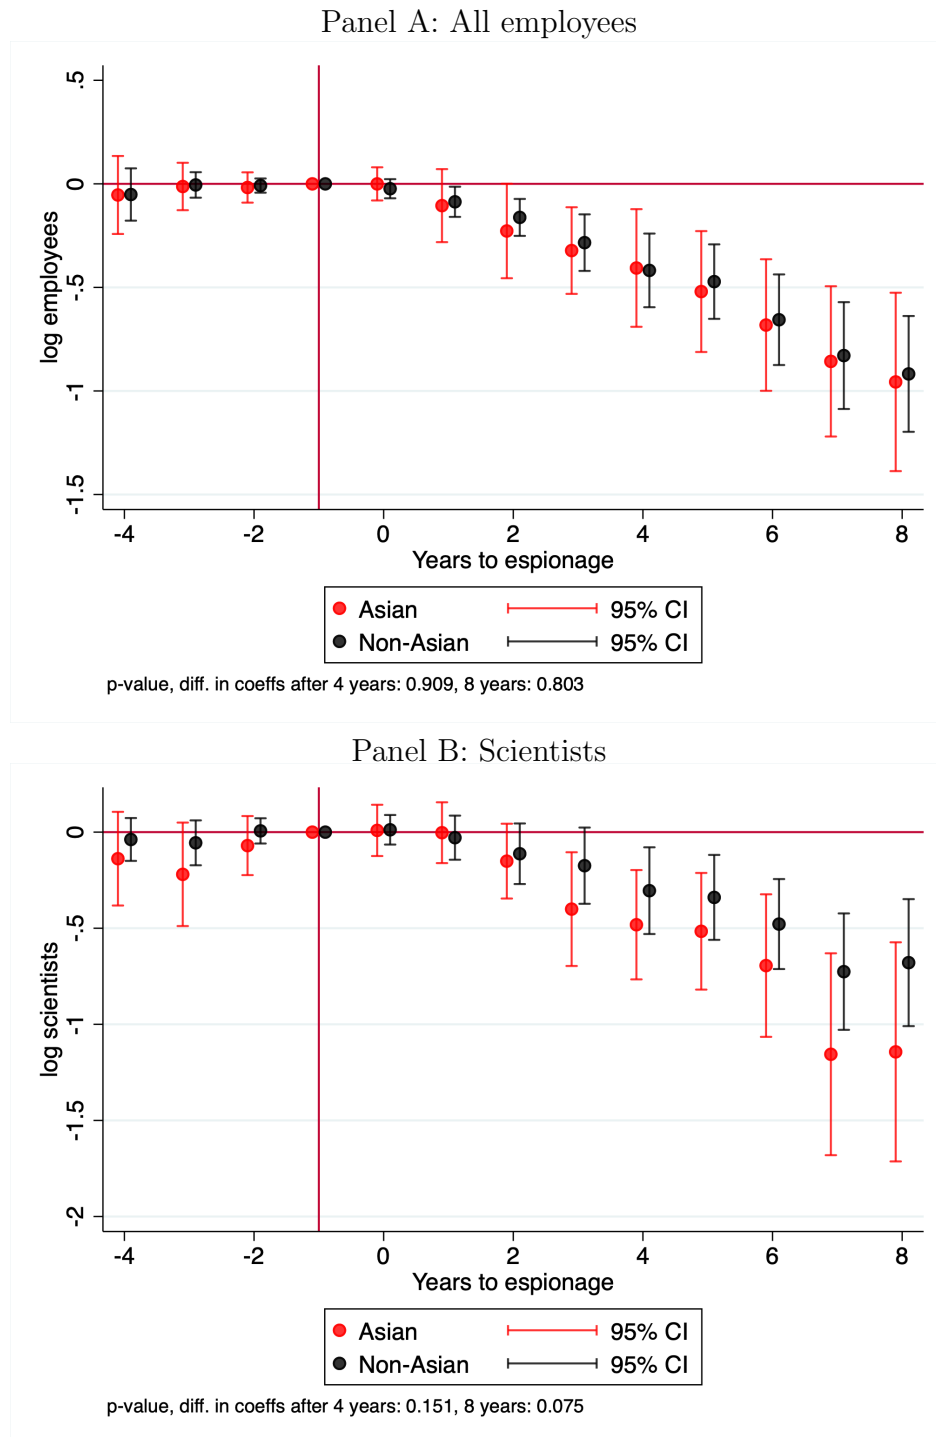 Panel A: All employees
.5
0
-.5
-1
-1.5
log employees
-4 -2 0 2 4 6 8
Years to espionage
Asian 95% CI
Non-Asian 95% CI
p-value, diff. in coeffs after 4 years: 0.909, 8 years: 0.803
Panel B: Scientists
0
-.5
-1
-1.5
-2
log scientists
-4 -2 0 2 4 6 8
Years to espionage
Asian 95% CI
Non-Asian 95% CI
p-value, diff. in coeffs after 4 years: 0.151, 8 years: 0.075